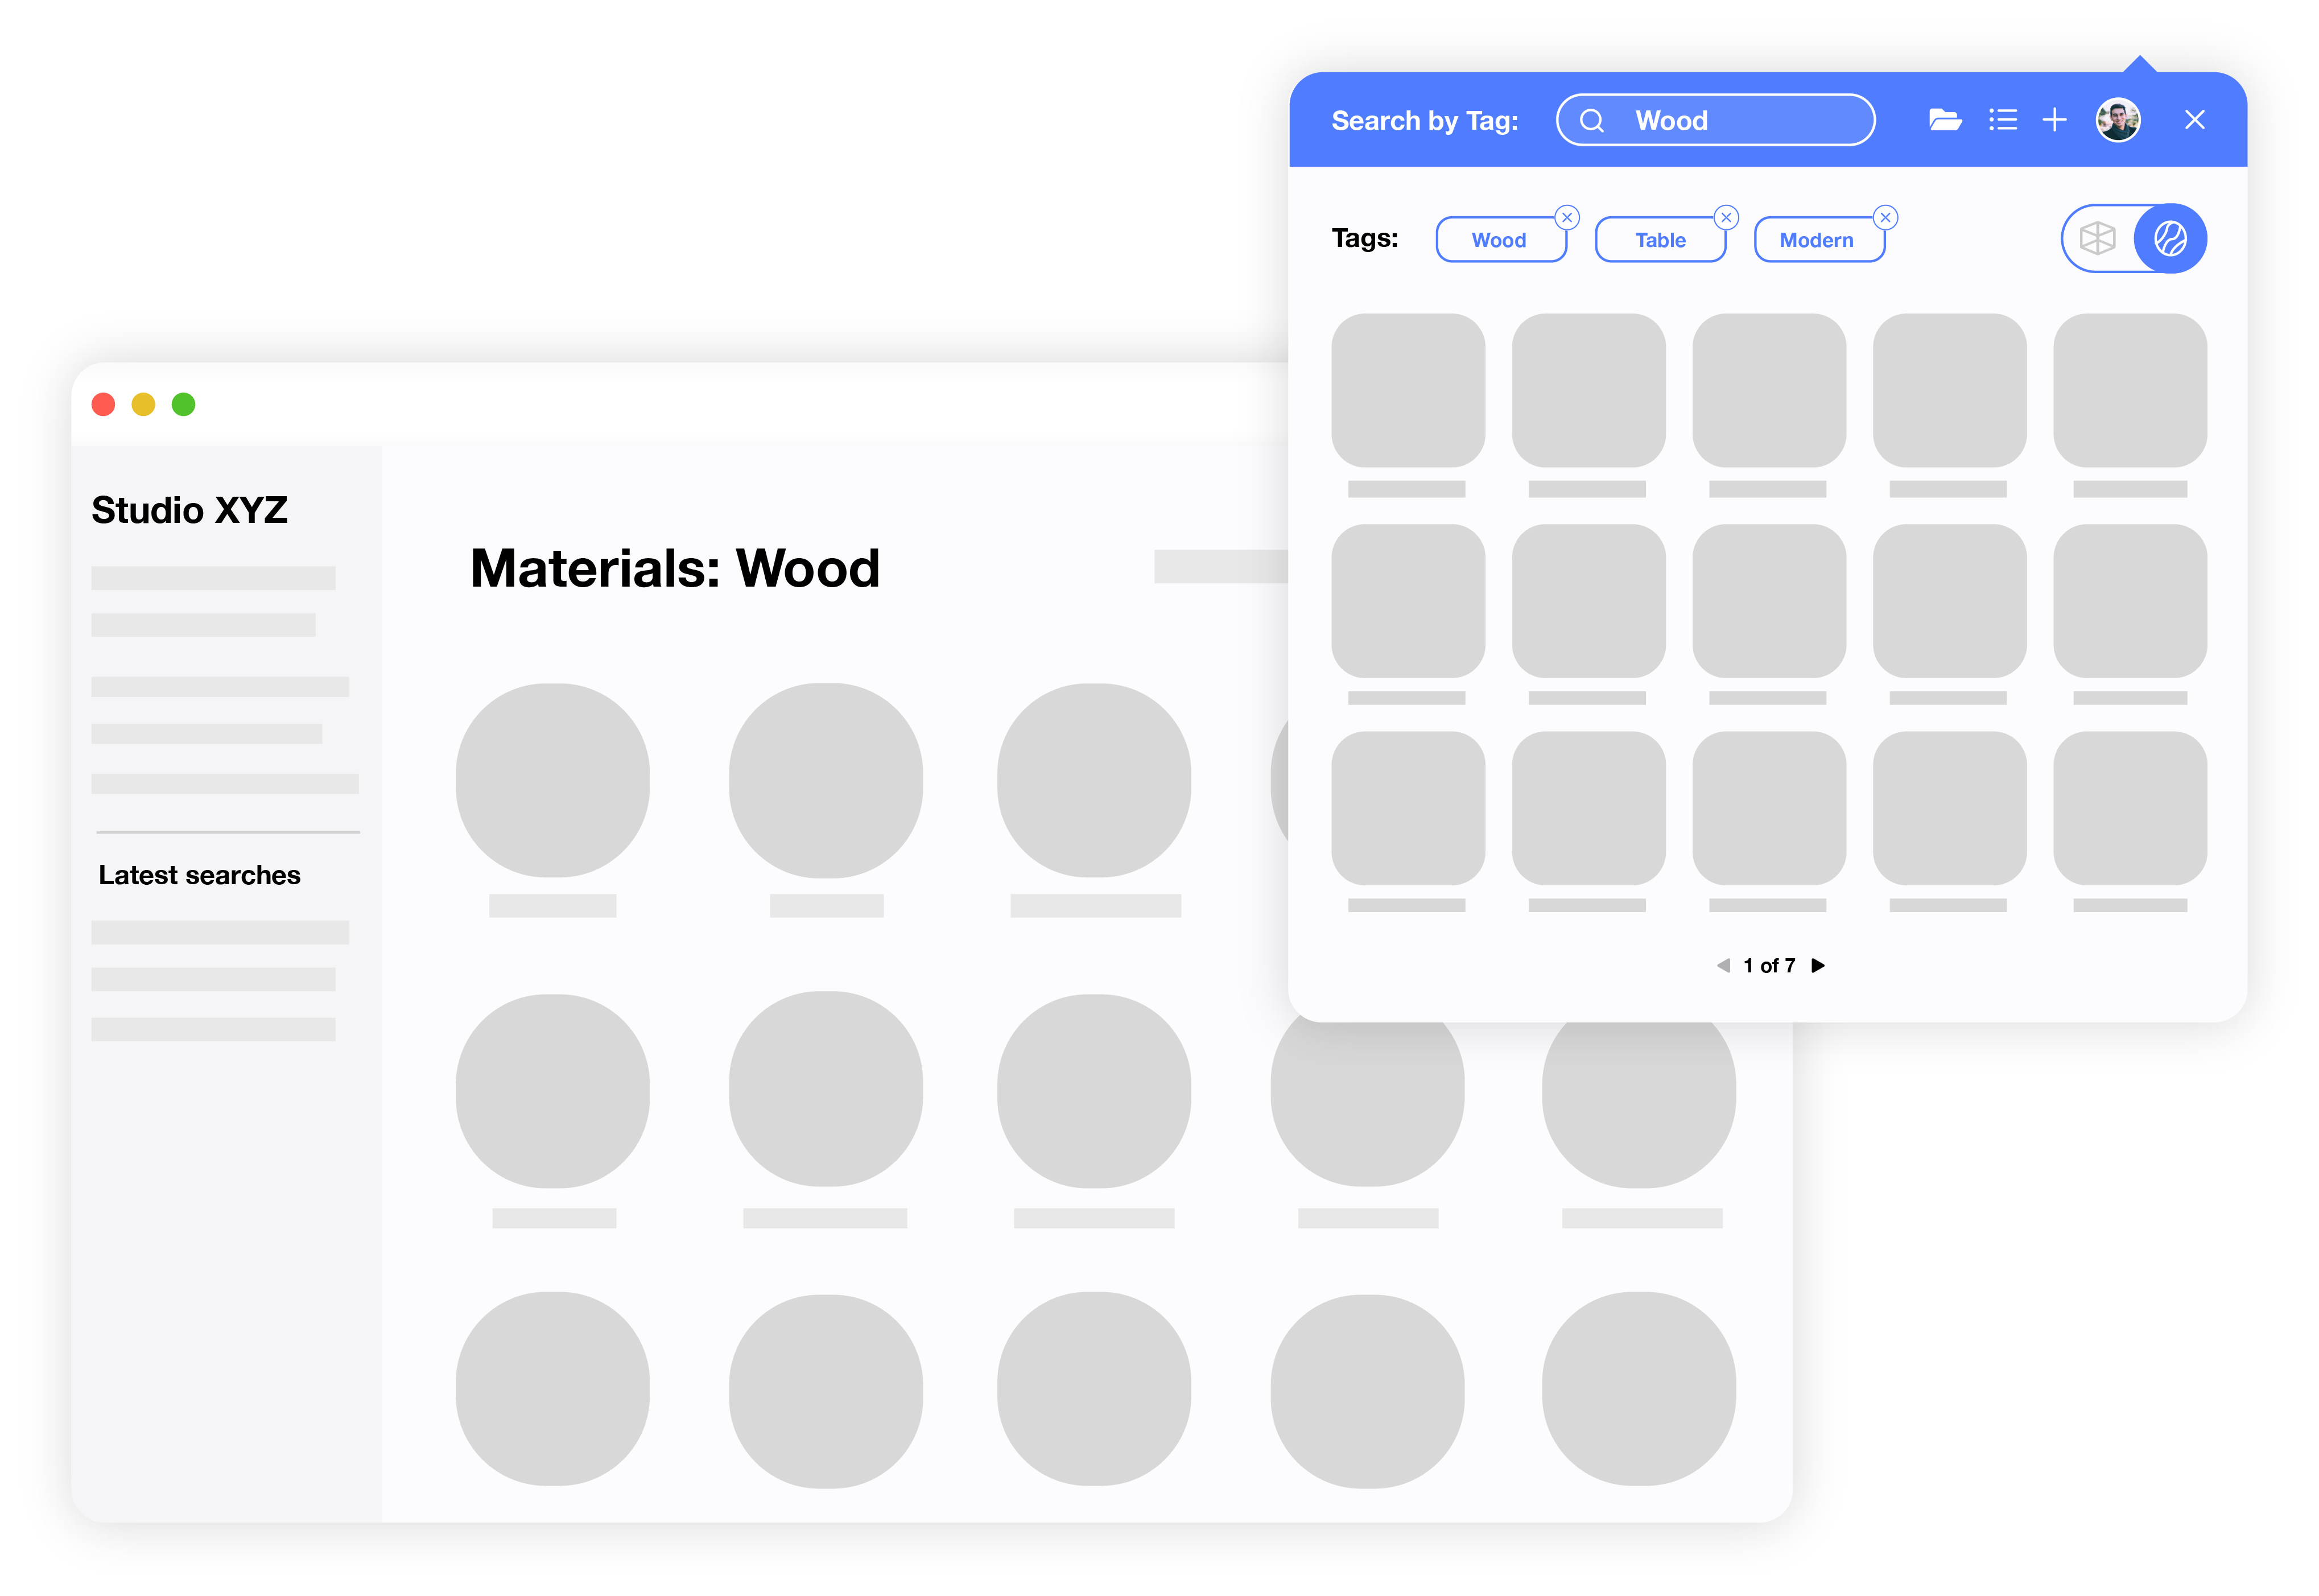 Search by Tag:
Wood
Tags:
Wood
Table
Modern
1 of 7
Studio XYZ
Latest searches
Materials: Wood